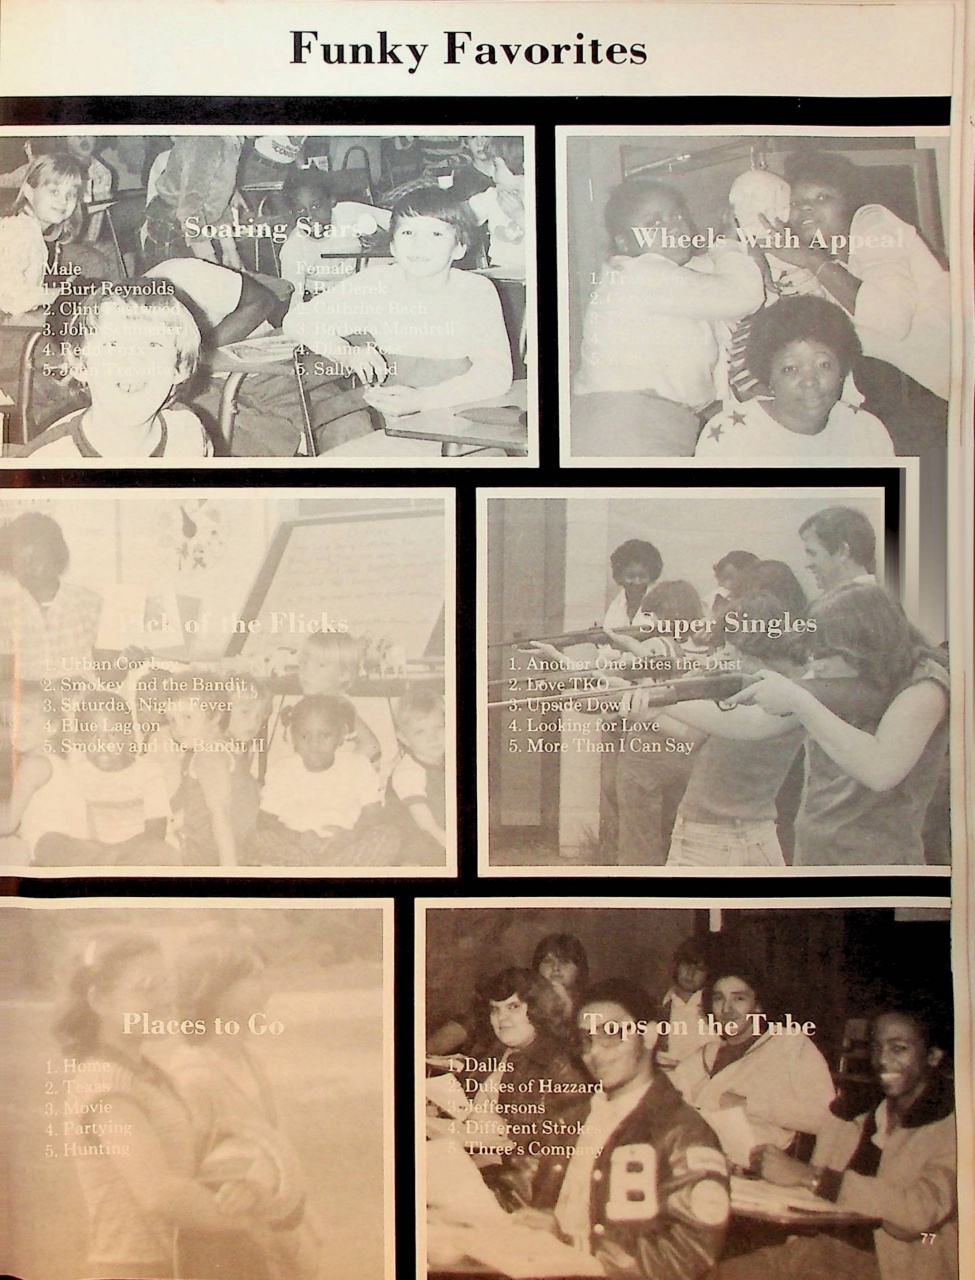 Funky Favorites
Soaring Stars
Male
1. Burt Reynolds
2. Clint Eastwood
3. John Schneider
4. Redd Foxx
5. John Travolta
Female
1. Bo Derek
2. Cathrine Bach
3. Barbara Mandrell
4. Diana Ross
5. Sally Field
Wheels With Appeal
1.
2.
3.
4.
5.
Pick of the Flicks
1. Urban Cowboy
2. Smokey and the Bandit
3. Saturday Night Fever
4. Blue Lagoon
5. Smokey and the Bandit II
Super Singles
1. Another One Bites the Dust
2. Love TKO
3. Upside Down
4. Looking for Love
5. More Than I Can Say
Places to Go
1. Home
2. Texas
3. Movie
4. Partying
5. Hunting
Tops on the Tube
1. Dallas
2. Dukes of Hazzard
3. Jeffersons
4. Different Strokes
5. Three's Company
B
77